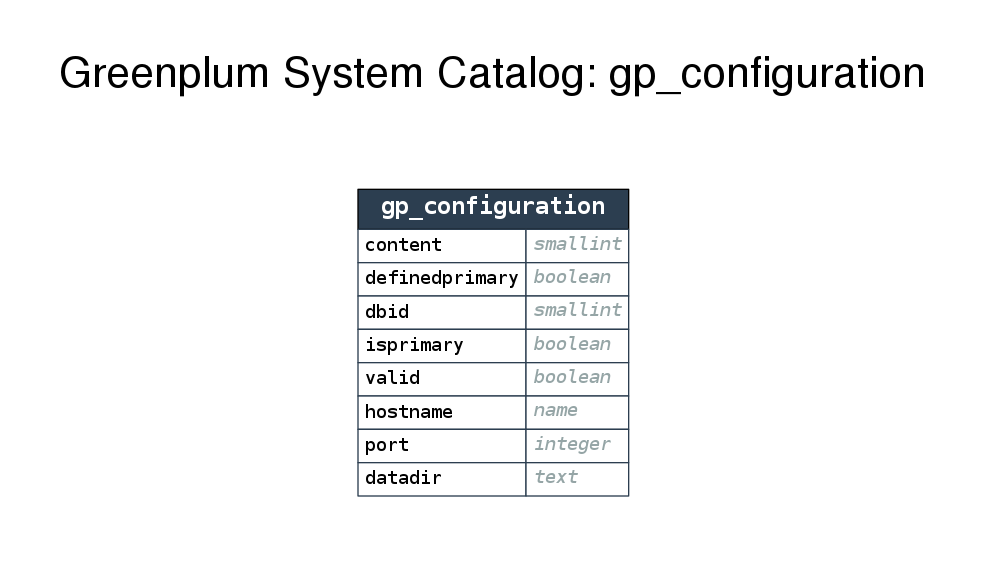 Greenplum System Catalog: gp_configuration
gp_configuration
content smallint
definedprimary boolean
dbid smallint
isprimary boolean
valid boolean
hostname name
port integer
datadir text